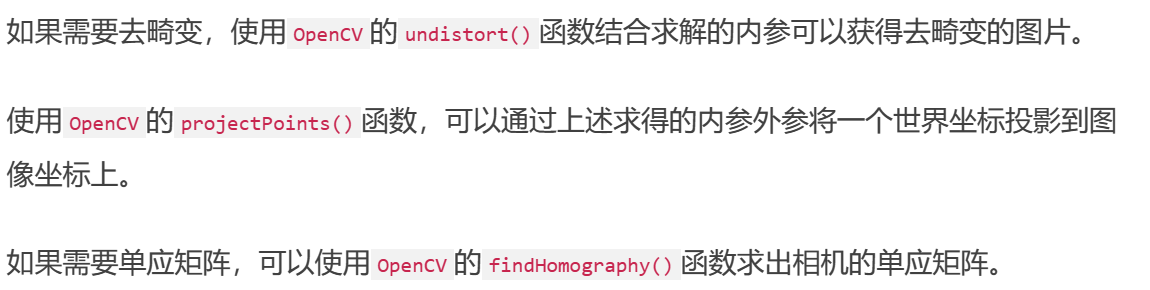 如果需要去畸变，使用 OpenCV 的 undistort() 函数结合求解的内参可以获得去畸变的图片。
使用 OpenCV 的 projectPoints() 函数，可以通过上述求得的内参外参将一个世界坐标投影到图
像坐标上。
如果需要单应矩阵，可以使用 OpenCV 的 findHomography() 函数求出相机的单应矩阵。